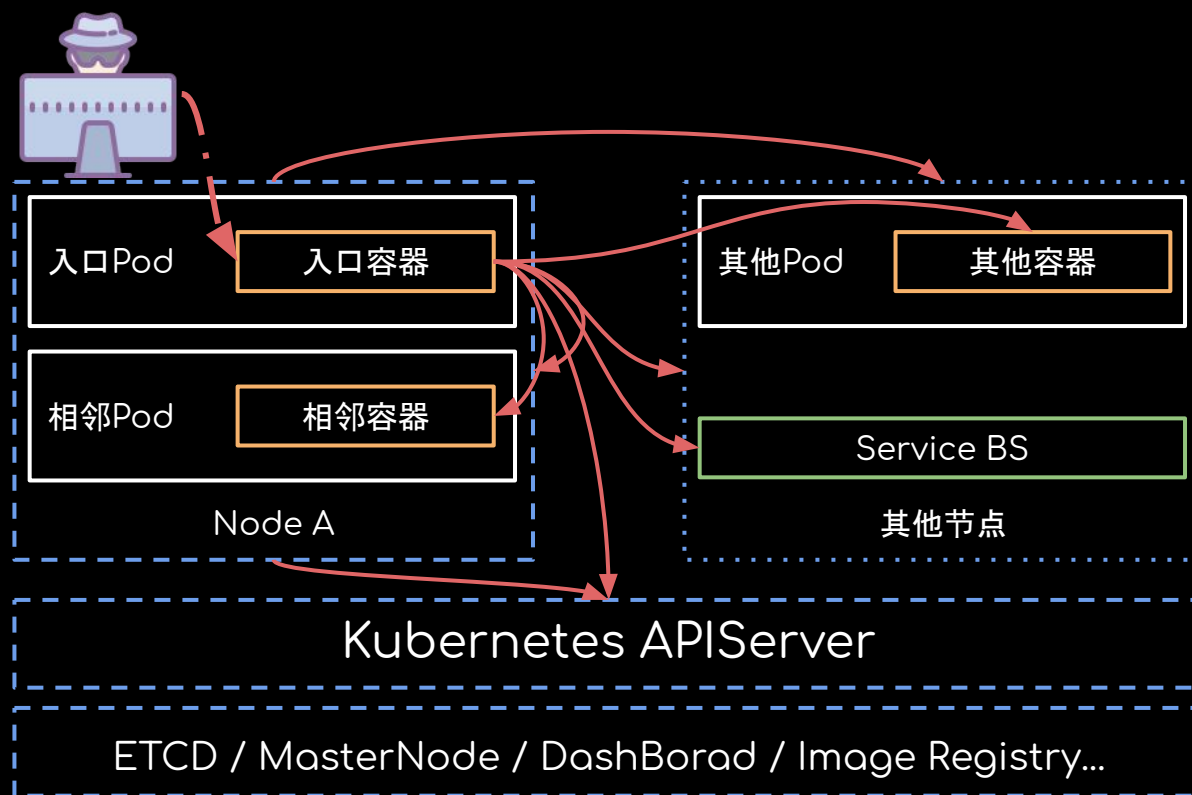 入口Pod
入口容器
其他Pod
其他容器
相邻Pod
相邻容器
Service BS
Node A
其他节点
Kubernetes APIServer
ETCD / MasterNode / DashBorad / Image Registry...